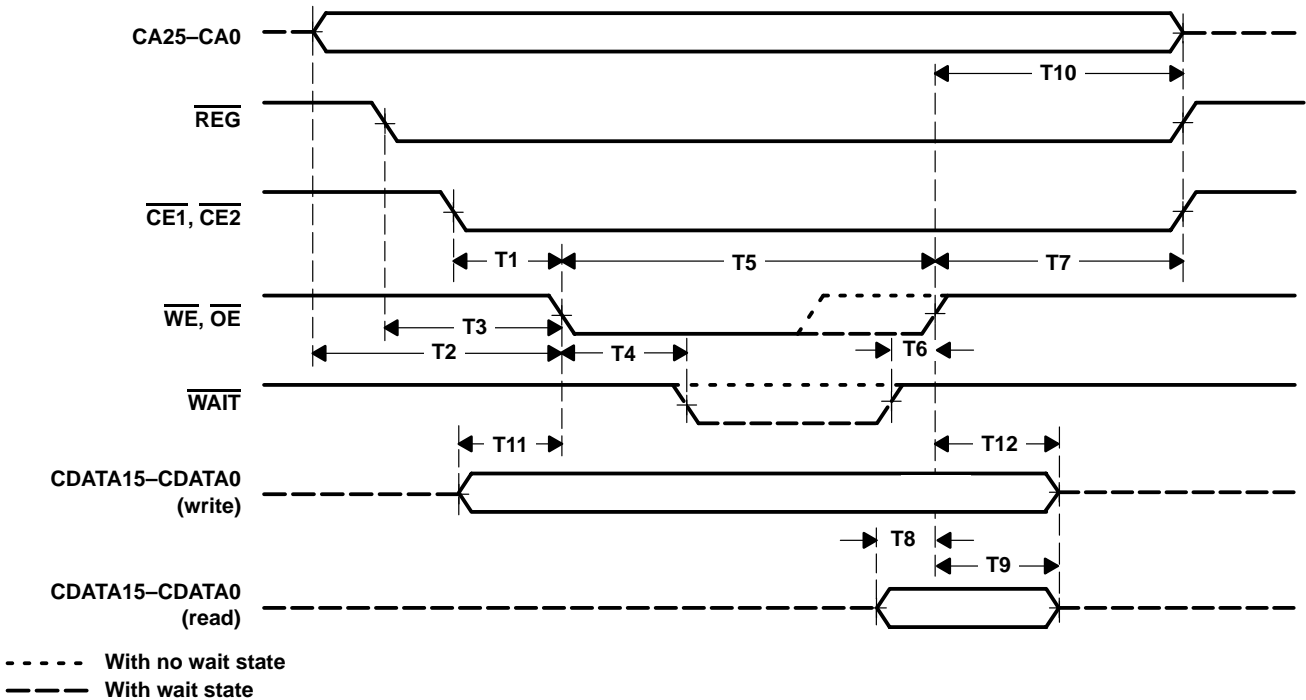 CA25–CA0
T10
REG
CE1, CE2
T1
T5
T7
WE, OE
T3
T2
T4
T6
WAIT
T11
T12
CDATA15–CDATA0
(write)
T8
T9
CDATA15–CDATA0
(read)
With no wait state
With wait state